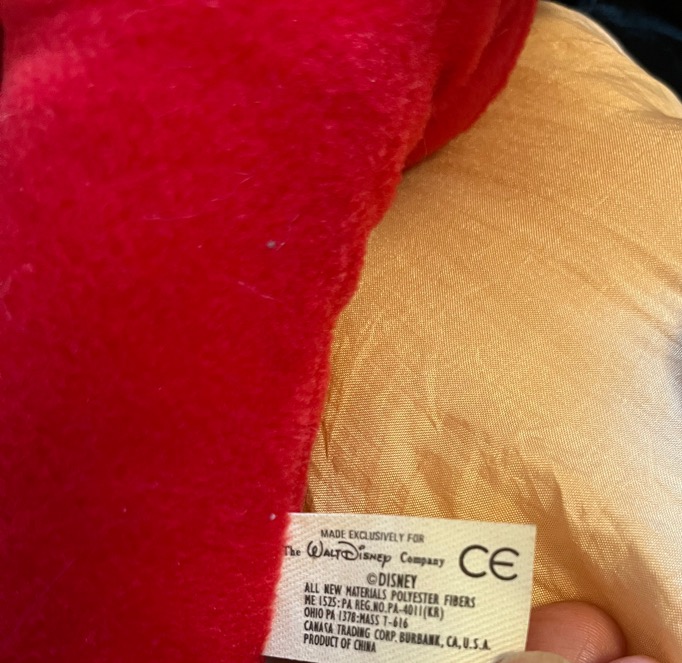 MADE EXCLUSIVELY FOR
The WALT DISNEY Company CE
©DISNEY
ALL NEW MATERIALS POLYESTER FIBERS
ME 1525: PA REG.NO.PA-4011(KR)
OHIO PA 1378:MASS T-616
CANASA TRADING CORP. BURBANK, CA, U.S.A.
PRODUCT OF CHINA